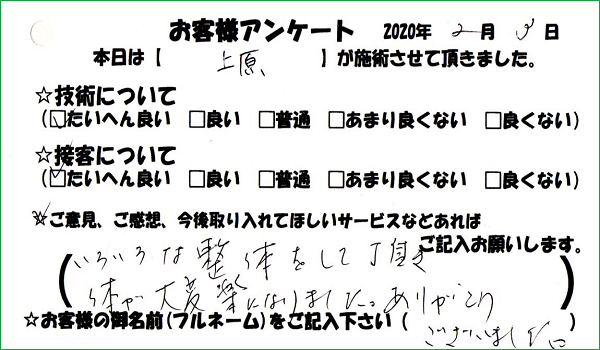 お客様アンケート 2020年 2月 3日
本日は【 上原 】が施術させて頂きました。
☆技術について
(☑たいへん良い □良い □普通 □あまり良くない □良くない)
☆接客について
(☑たいへん良い □良い □普通 □あまり良くない □良くない)
☆ご意見、ご感想、今後取り入れてほしいサービスなどあれば
ご記入お願いします。
(いろいろな整体をして頂き
体が大変楽になりました。ありがとう
ございました。)
☆お客様の御名前(フルネーム)をご記入下さい( )